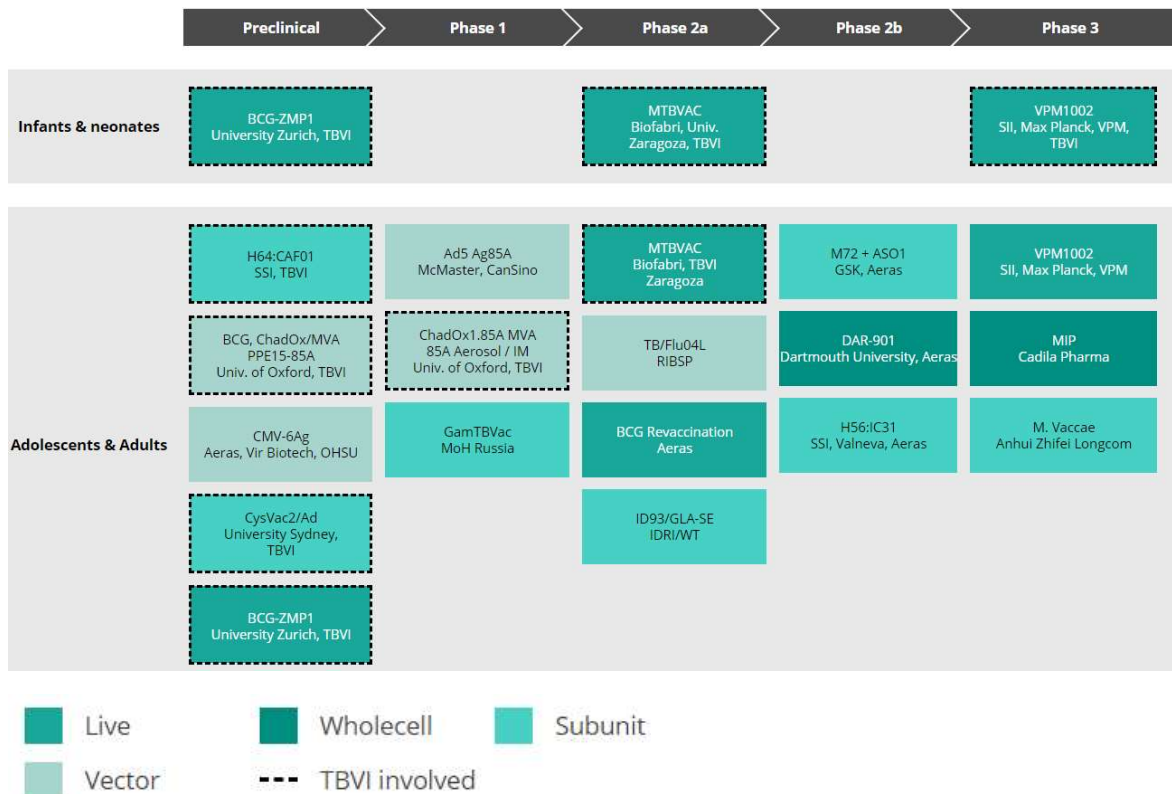 Preclinical
Phase 1
Phase 2a
Phase 2b
Phase 3
Infants & neonates
BCG-ZMP1
University Zurich, TBVI
MTBVAC
Biofabri, Univ.
Zaragoza, TBVI
VPM1002
SII, Max Planck, VPM,
TBVI
Adolescents & Adults
H64:CAF01
SSI, TBVI
Ad5 Ag85A
McMaster, CanSino
MTBVAC
Biofabri, TBVI
Zaragoza
M72 + ASO1
GSK, Aeras
VPM1002
SII, Max Planck, VPM
BCG, ChadOx/MVA
PPE15-85A
Univ. of Oxford, TBVI
ChadOx1.85A MVA
85A Aerosol / IM
Univ. of Oxford, TBVI
TB/Flu04L
RIBSP
DAR-901
Dartmouth University, Aeras
MIP
Cadila Pharma
CMV-6Ag
Aeras, Vir Biotech, OHSU
GamTBVac
MoH Russia
BCG Revaccination
Aeras
H56:IC31
SSI, Valneva, Aeras
M. Vaccae
Anhui Zhifei Longcom
CysVac2/Ad
University Sydney,
TBVI
ID93/GLA-SE
IDRI/WT
BCG-ZMP1
University Zurich, TBVI
Live
Wholecell
Subunit
Vector
TBVI involved